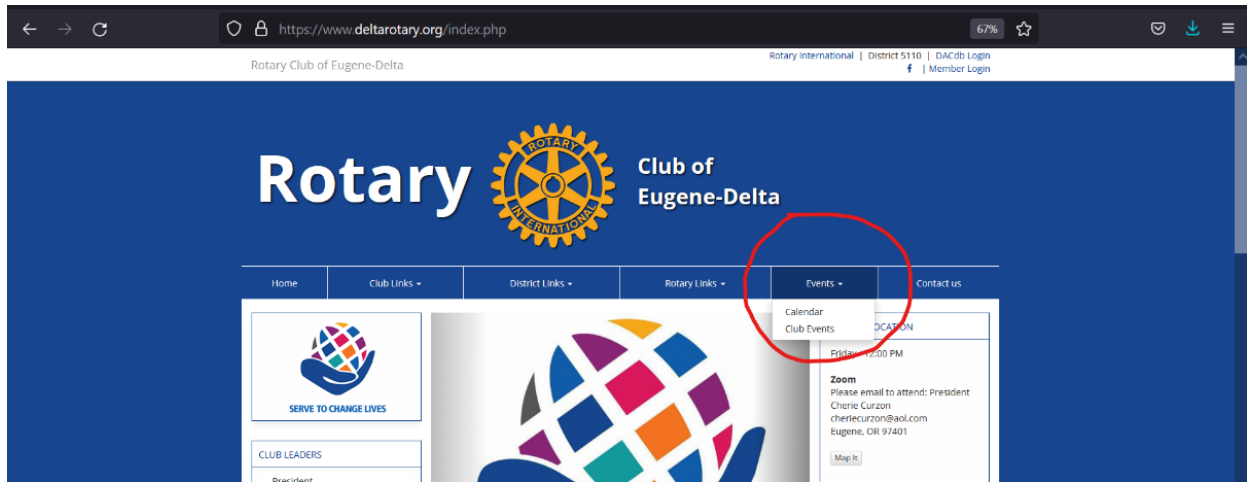 https://www.deltarotary.org/index.php
67%
Rotary Club of Eugene-Delta
Rotary International | District 5110 | DACdb Login
f | Member Login
Rotary
ROTARY
INTERNATIONAL
Club of
Eugene-Delta
Home
Club Links
District Links
Rotary Links
Events
Contact us
Calendar
Club Events
SERVE TO CHANGE LIVES
CLUB LEADERS
President
OCATION
Friday 12:00 PM
Zoom
Please email to attend: President
Cherie Curzon
cheriecurzon@aol.com
Eugene, OR 97401
Map It